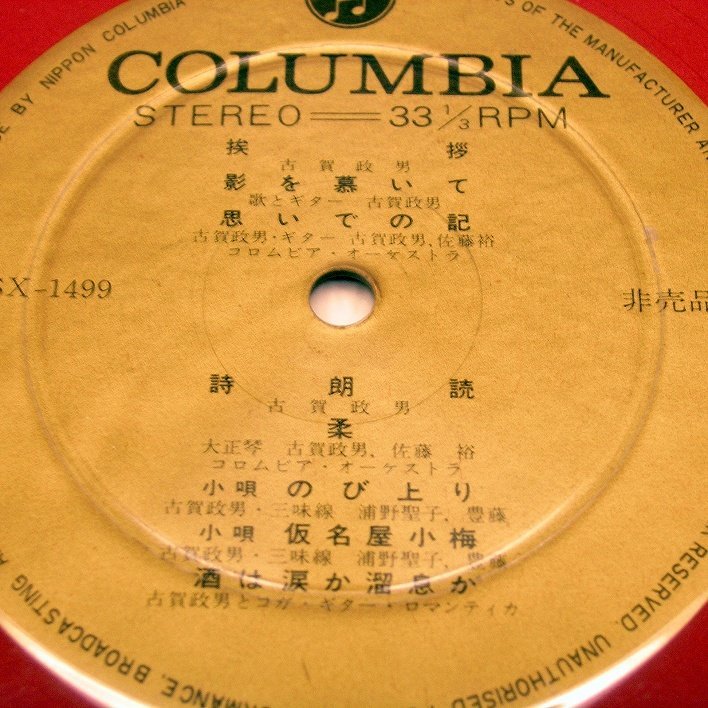 COLUMBIA
STEREO 33 1/3 RPM
挨拶
古賀政男
影を慕いて
歌とギター 古賀政男
思いでの記
古賀政男・ギター 古賀政男、佐藤裕
コロムビア・オーケストラ
SX-1499
非売品
詩朗読
古賀政男
柔
大正琴 古賀政男、佐藤 裕
コロムビア・オーケストラ
小唄 のび上り
古賀政男・三味線 浦野聖子、豊藤
小唄 仮名屋小梅
古賀政男・三味線 浦野聖子、豊藤
酒は涙か溜息か
古賀政男とコガ・ギター・ロマンティカ
BY NIPPON COLUMBIA
OF THE MANUFACTURER
RESERVED. UNAUTHORISED
BROADCASTING